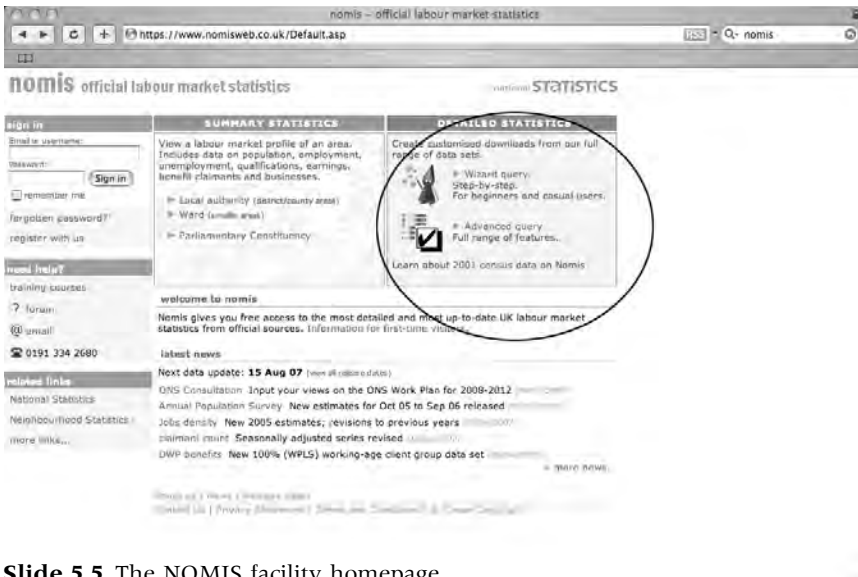 nomis – official labour market statistics
https://www.nomisweb.co.uk/Default.asp
RSS
nomis
nomis official labour market statistics
national STATISTICS
sign in
Email or username:
Password:
Sign in
remember me
forgotten password?
register with us
need help?
training courses
? forum
@ email
0191 334 2680
related links
National Statistics
Neighbourhood Statistics
more links...
SUMMARY STATISTICS
View a labour market profile of an area.
Includes data on population, employment,
unemployment, qualifications, earnings,
benefit claimants and businesses.
Local authority (district/county areas)
Ward (smaller areas)
Parliamentary Constituency
DETAILED STATISTICS
Create customised downloads from our full
range of data sets.
Wizard query.
Step-by-step.
For beginners and casual users.
Advanced query
Full range of features..
Learn about 2001 census data on Nomis
welcome to nomis
Nomis gives you free access to the most detailed and most up-to-date UK labour market
statistics from official sources. Information for first-time visitors.
latest news
Next data update: 15 Aug 07 (view all release dates)
ONS Consultation Input your views on the ONS Work Plan for 2008-2012
Annual Population Survey New estimates for Oct 05 to Sep 06 released
Jobs density New 2005 estimates; revisions to previous years
claimant count Seasonally adjusted series revised
DWP benefits New 100% (WPLS) working-age client group data set
more news.
Contact Us | Privacy Statement |
Slide 5.5 The NOMIS facility homepage